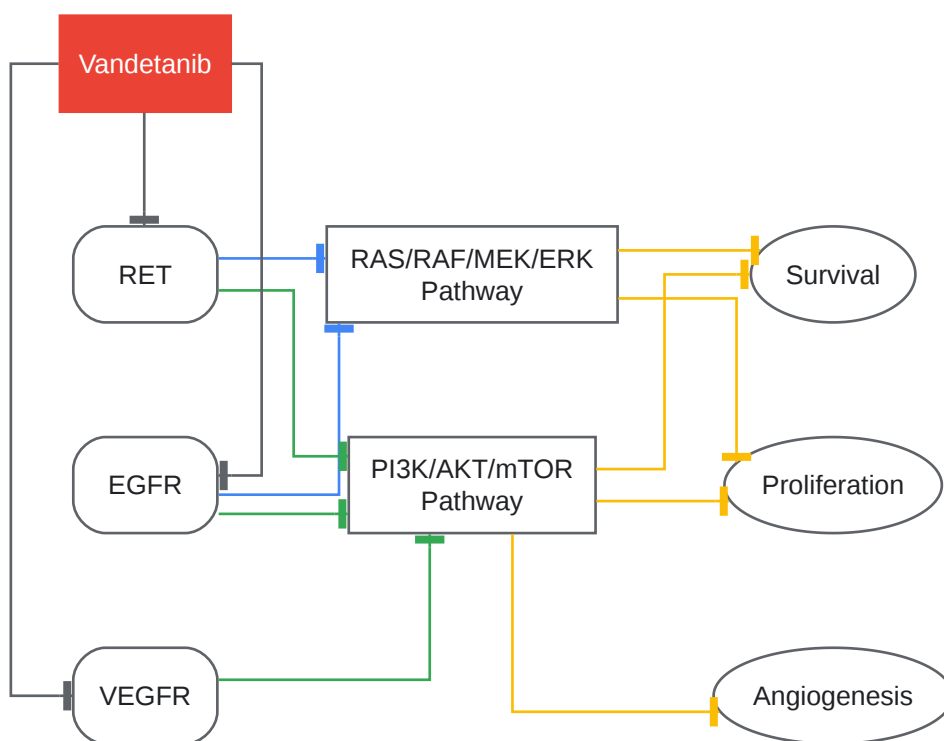 Vandetanib
RET
RAS/RAF/MEK/ERK
Pathway
Survival
EGFR
PI3K/AKT/mTOR
Pathway
Proliferation
VEGFR
Angiogenesis